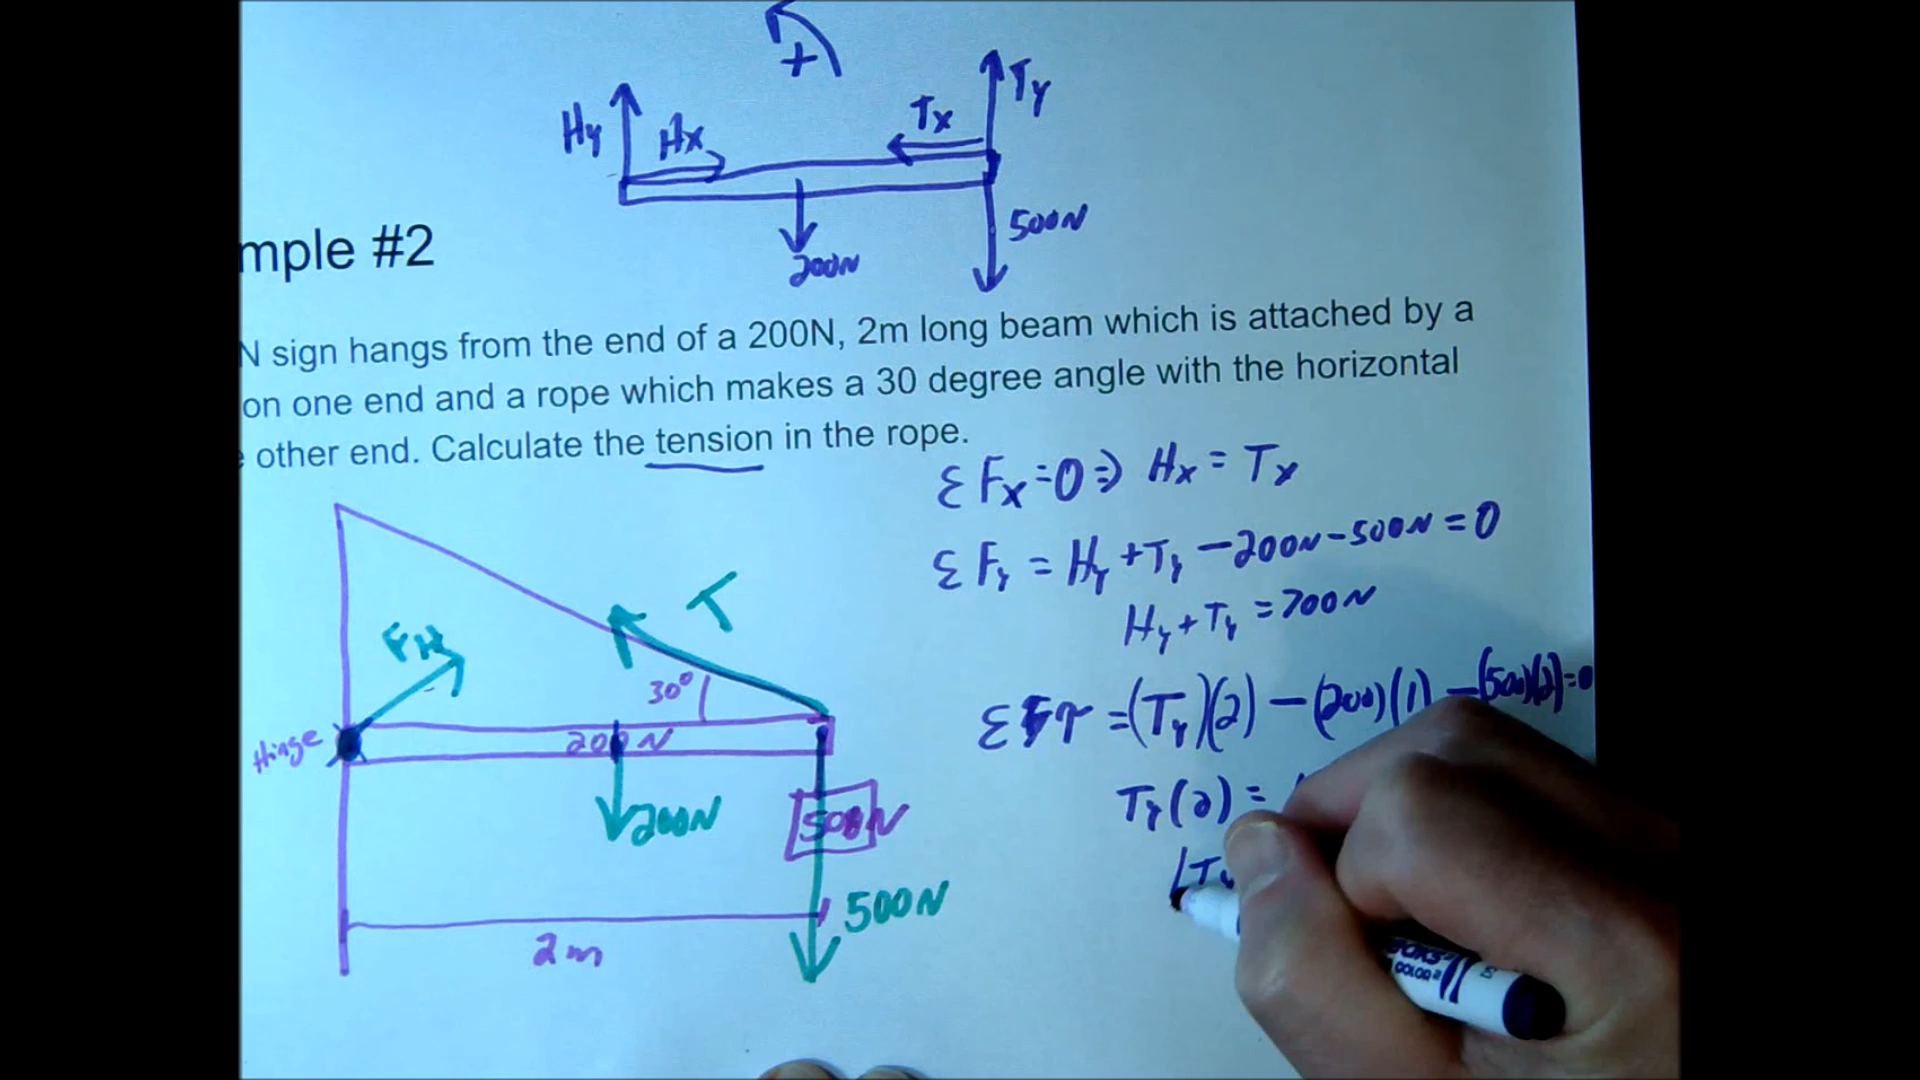 +
Hy Hx Tx Ty
200N 500N
mple #2
N sign hangs from the end of a 200N, 2m long beam which is attached by a
on one end and a rope which makes a 30 degree angle with the horizontal
other end. Calculate the tension in the rope.
ΣFx=0⇒ Hx = Tx
ΣFy = Hy +Ty -200N-500N = 0
Hy+Ty =700N
Στ =(Ty)(2) - (200)(1) -(500)(2)=0
Ty(2) =
T
FH
30°
Hinge
200N
200N
500N
500N
2m
COLOR